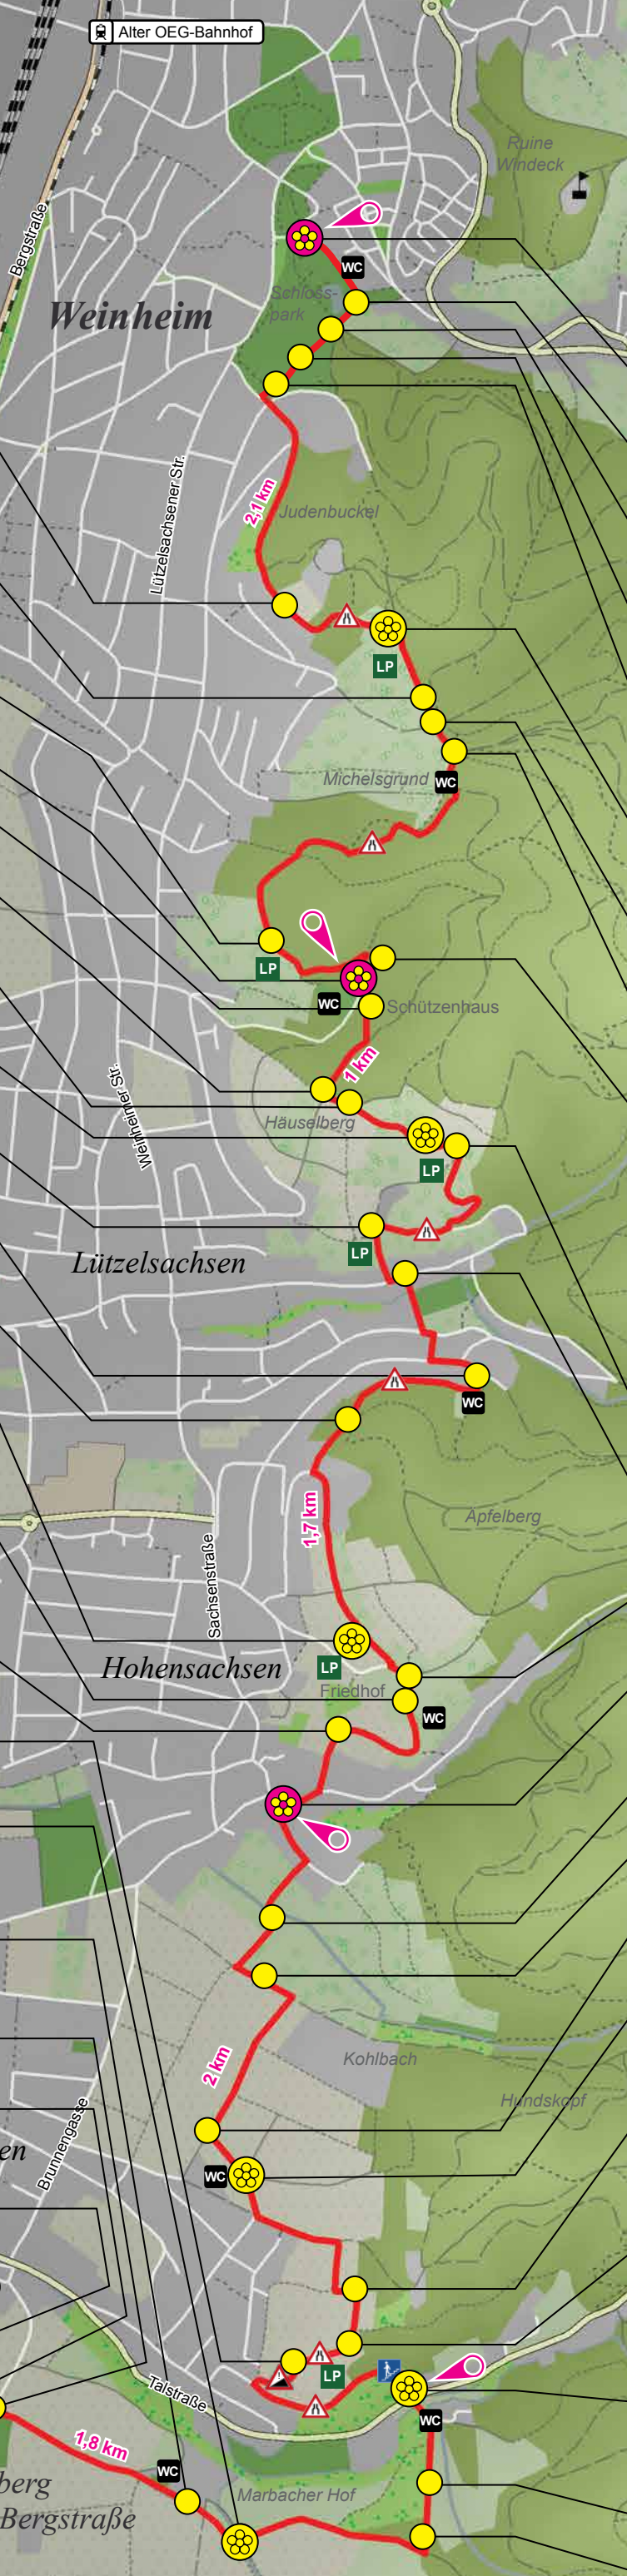 Alter OEG-Bahnhof
Ruine
Windeck
Bergstraße
WC
Schloss-
park
Weinheim
Lützelsachsener Str.
2,1 km
Judenbuckel
LP
Michelsgrund
WC
LP
WC
Schützenhaus
1 km
Weinheimer Str.
Häuselberg
LP
LP
Lützelsachsen
WC
1,7 km
Apfelberg
Sachsenstraße
Hohensachsen
LP
Friedhof
WC
2 km
Kohlbach
Hundskopf
Brunnengasse
en
WC
LP
Talstraße
WC
1,8 km
WC
berg
Marbacher Hof
Bergstraße